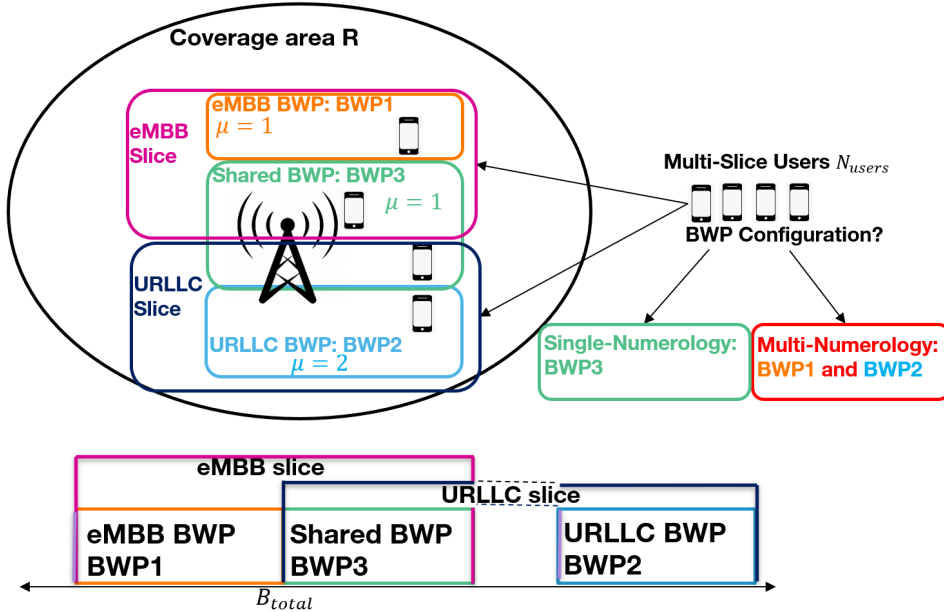 Coverage area R
eMBB BWP: BWP1
μ = 1
eMBB
Slice
Shared BWP: BWP3
μ = 1
URLLC
Slice
URLLC BWP: BWP2
μ = 2
Multi-Slice Users N_users
BWP Configuration?
Single-Numerology:
BWP3
Multi-Numerology:
BWP1 and BWP2
eMBB slice
URLLC slice
eMBB BWP
BWP1
Shared BWP
BWP3
URLLC BWP
BWP2
B_total